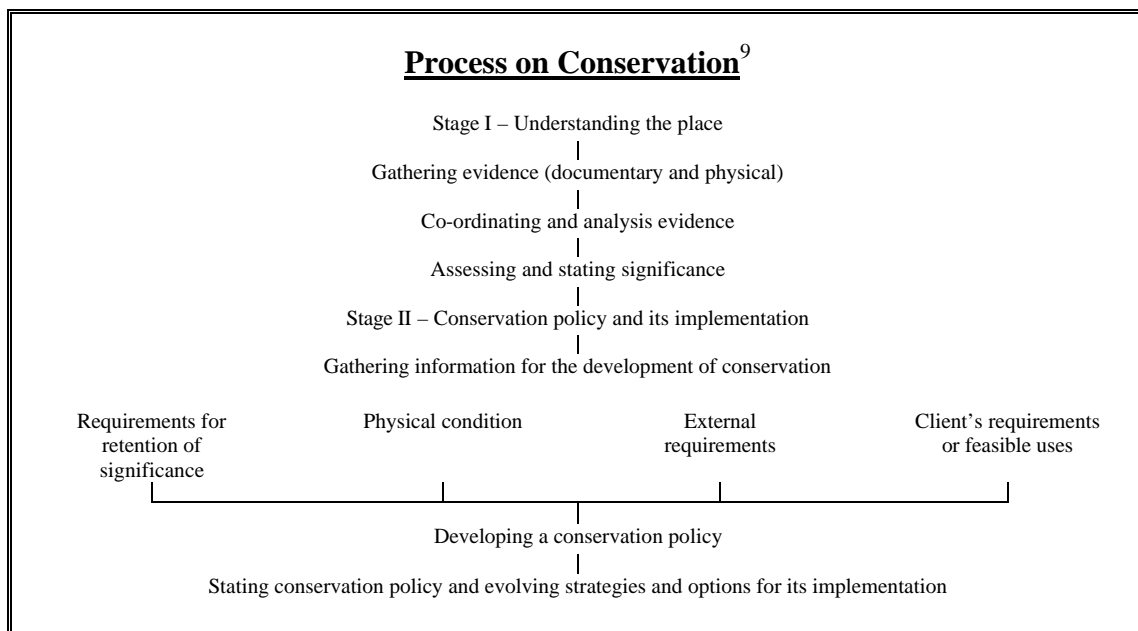 Process on Conservation9
Stage I – Understanding the place
Gathering evidence (documentary and physical)
Co-ordinating and analysis evidence
Assessing and stating significance
Stage II – Conservation policy and its implementation
Gathering information for the development of conservation
Requirements for
retention of
significance
Physical condition
External
requirements
Client's requirements
or feasible uses
Developing a conservation policy
Stating conservation policy and evolving strategies and options for its implementation